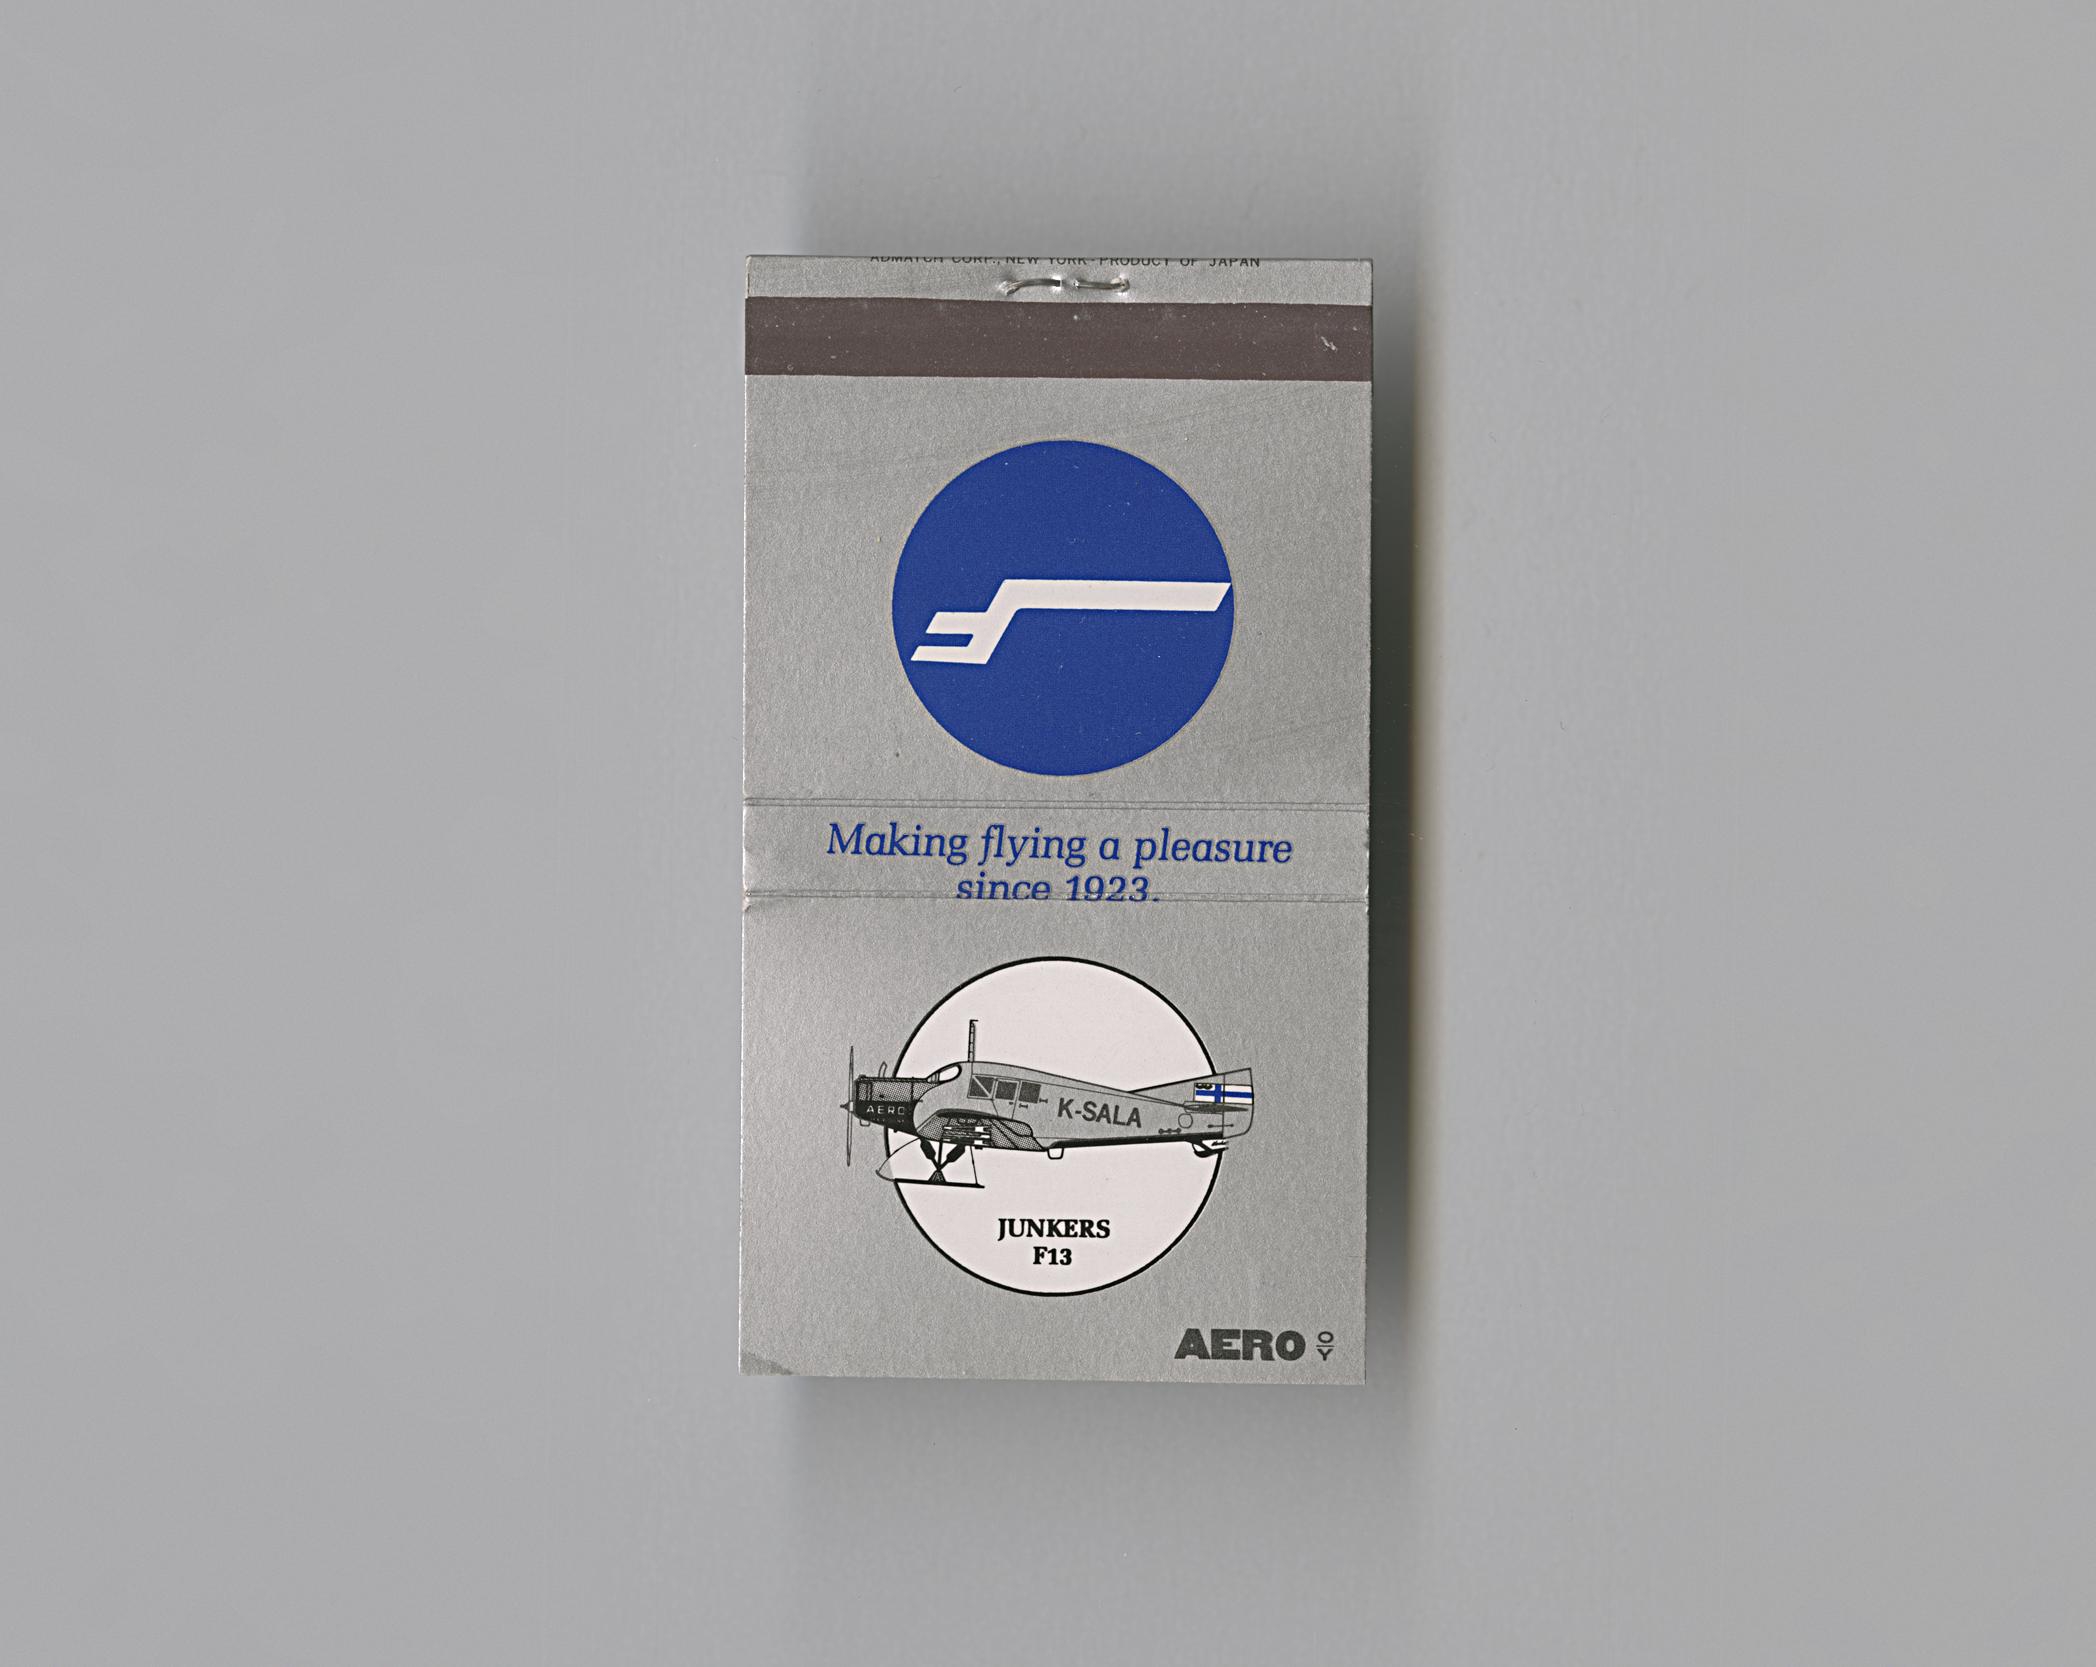 ADMATCH CORP., NEW YORK - PRODUCT OF JAPAN
Making flying a pleasure
since 1923.
AERO
K-SALA
JUNKERS
F13
AERO OY